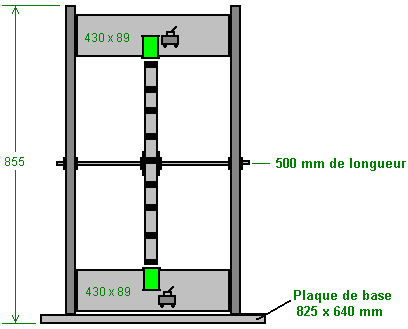 430 x 89
855
500 mm de longueur
430 x 89
Plaque de base
825 x 640 mm